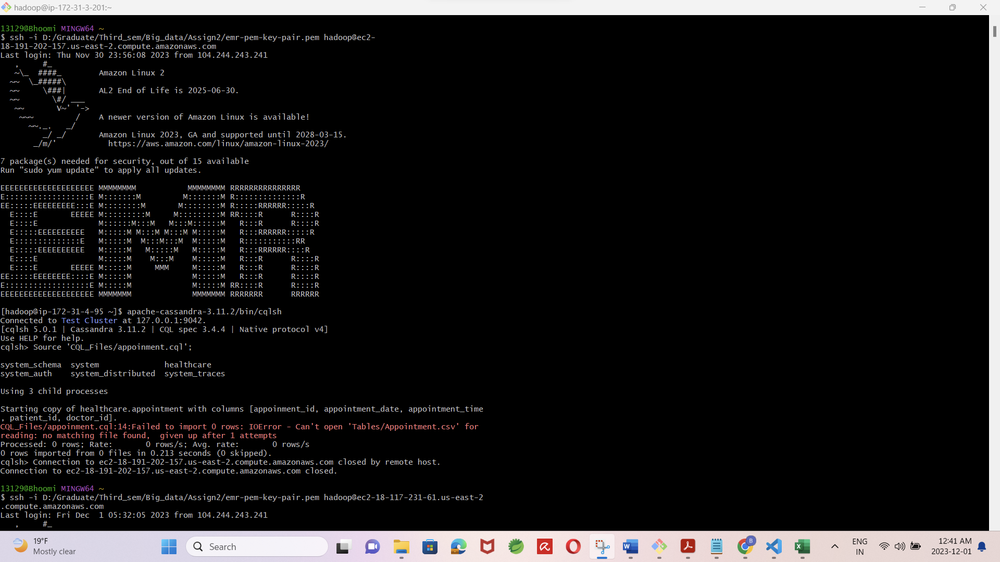 hadoop@ip-172-31-3-201:~
13129@Bhoomi MINGW64 ~
$ ssh -i D:/Graduate/Third_sem/Big_data/Assign2/emr-pem-key-pair.pem hadoop@ec2-
18-191-202-157.us-east-2.compute.amazonaws.com
Last login: Thu Nov 30 23:56:08 2023 from 104.244.243.241
   ,     #_
   ~\_  ####_        Amazon Linux 2
  ~~  \_#####\
  ~~     \###|       AL2 End of Life is 2025-06-30.
  ~~       \#/ ___
   ~~       V~' '->
    ~~~         /    A newer version of Amazon Linux is available!
      ~~._.   _/
         _/ _/       Amazon Linux 2023, GA and supported until 2028-03-15.
       _/m/'           https://aws.amazon.com/linux/amazon-linux-2023/
7 package(s) needed for security, out of 15 available
Run "sudo yum update" to apply all updates.
EEEEEEEEEEEEEEEEEEEE MMMMMMMM           MMMMMMMM RRRRRRRRRRRRRRR
E::::::::::::::::::E M:::::::M         M:::::::M R::::::::::::::R
EE:::::EEEEEEEEE:::E M::::::::M       M::::::::M R:::::RRRRRR:::::R
  E::::E       EEEEE M:::::::::M     M:::::::::M RR::::R      R::::R
  E::::E             M::::::M:::M   M:::M::::::M   R:::R      R::::R
  E:::::EEEEEEEEEE   M:::::M M:::M M:::M M:::::M   R:::RRRRRR:::::R
  E::::::::::::::E   M:::::M  M:::M:::M  M:::::M   R:::::::::::RR
  E:::::EEEEEEEEEE   M:::::M   M:::::M   M:::::M   R:::RRRRRR::::R
  E::::E             M:::::M    M:::M    M:::::M   R:::R      R::::R
  E::::E       EEEEE M:::::M     MMM     M:::::M   R:::R      R::::R
EE:::::EEEEEEEE::::E M:::::M             M:::::M   R:::R      R::::R
E::::::::::::::::::E M:::::M             M:::::M RR::::R      R::::R
EEEEEEEEEEEEEEEEEEEE MMMMMMM             MMMMMMM RRRRRRR      RRRRRR
[hadoop@ip-172-31-4-95 ~]$ apache-cassandra-3.11.2/bin/cqlsh
Connected to Test Cluster at 127.0.0.1:9042.
[cqlsh 5.0.1 | Cassandra 3.11.2 | CQL spec 3.4.4 | Native protocol v4]
Use HELP for help.
cqlsh> Source 'CQL_Files/appoinment.cql';
system_schema  system              healthcare
system_auth    system_distributed  system_traces
Using 3 child processes
Starting copy of healthcare.appointment with columns [appoinment_id, appointment_date, appointment_time
, patient_id, doctor_id].
CQL_Files/appoinment.cql:14:Failed to import 0 rows: IOError - Can't open 'Tables/Appointment.csv' for
reading: no matching file found,  given up after 1 attempts
Processed: 0 rows; Rate:       0 rows/s; Avg. rate:       0 rows/s
0 rows imported from 0 files in 0.213 seconds (0 skipped).
cqlsh> Connection to ec2-18-191-202-157.us-east-2.compute.amazonaws.com closed by remote host.
Connection to ec2-18-191-202-157.us-east-2.compute.amazonaws.com closed.
13129@Bhoomi MINGW64 ~
$ ssh -i D:/Graduate/Third_sem/Big_data/Assign2/emr-pem-key-pair.pem hadoop@ec2-18-117-231-61.us-east-2
.compute.amazonaws.com
Last login: Fri Dec  1 05:32:05 2023 from 104.244.243.241
   ,     #_
19°F
Mostly clear
Search
B
ENG
IN
12:41 AM
2023-12-01